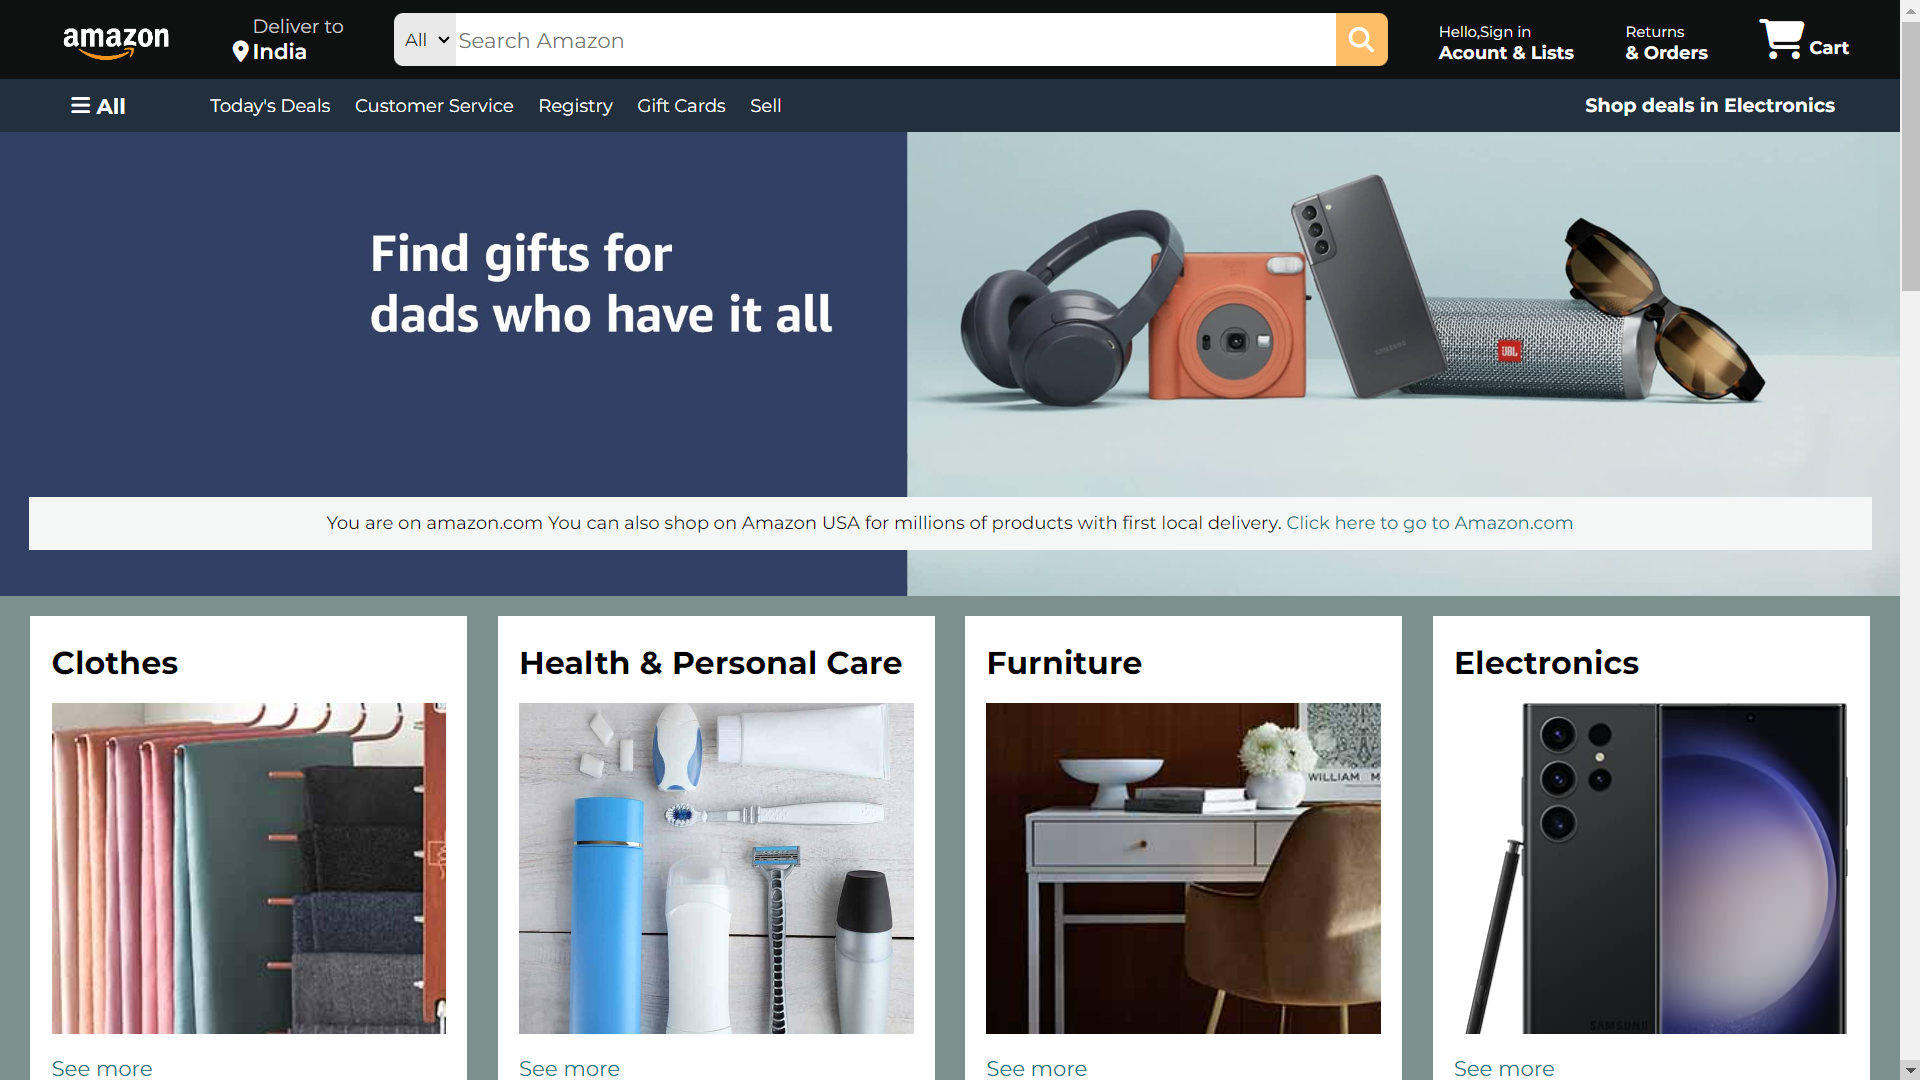 amazon
Deliver to
India
All
Search Amazon
Hello,Sign in
Acount & Lists
Returns
& Orders
Cart
All
Today's Deals
Customer Service
Registry
Gift Cards
Sell
Shop deals in Electronics
Find gifts for
dads who have it all
SAMSUNG
JBL
You are on amazon.com You can also shop on Amazon USA for millions of products with first local delivery. Click here to go to Amazon.com
Clothes
Health & Personal Care
Furniture
Electronics
WILLIAM M
SAMSUNG
See more
See more
See more
See more